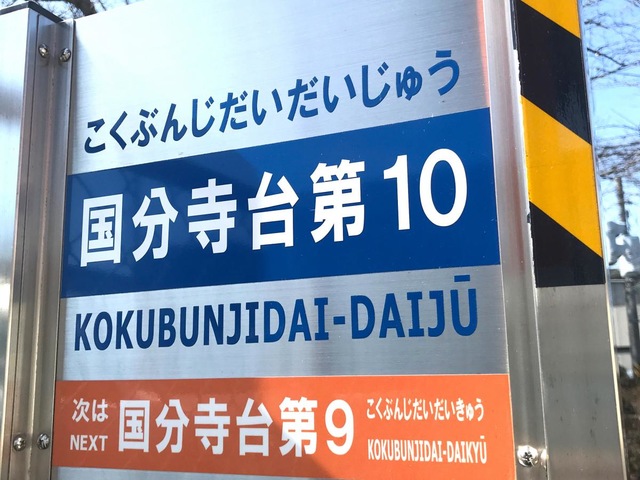 こくぶんじだいだいじゅう
国分寺台第10
KOKUBUNJIDAI-DAIJŪ
次は 国分寺台第9 こくぶんじだいだいきゅう
NEXT KOKUBUNJIDAI-DAIKYŪ